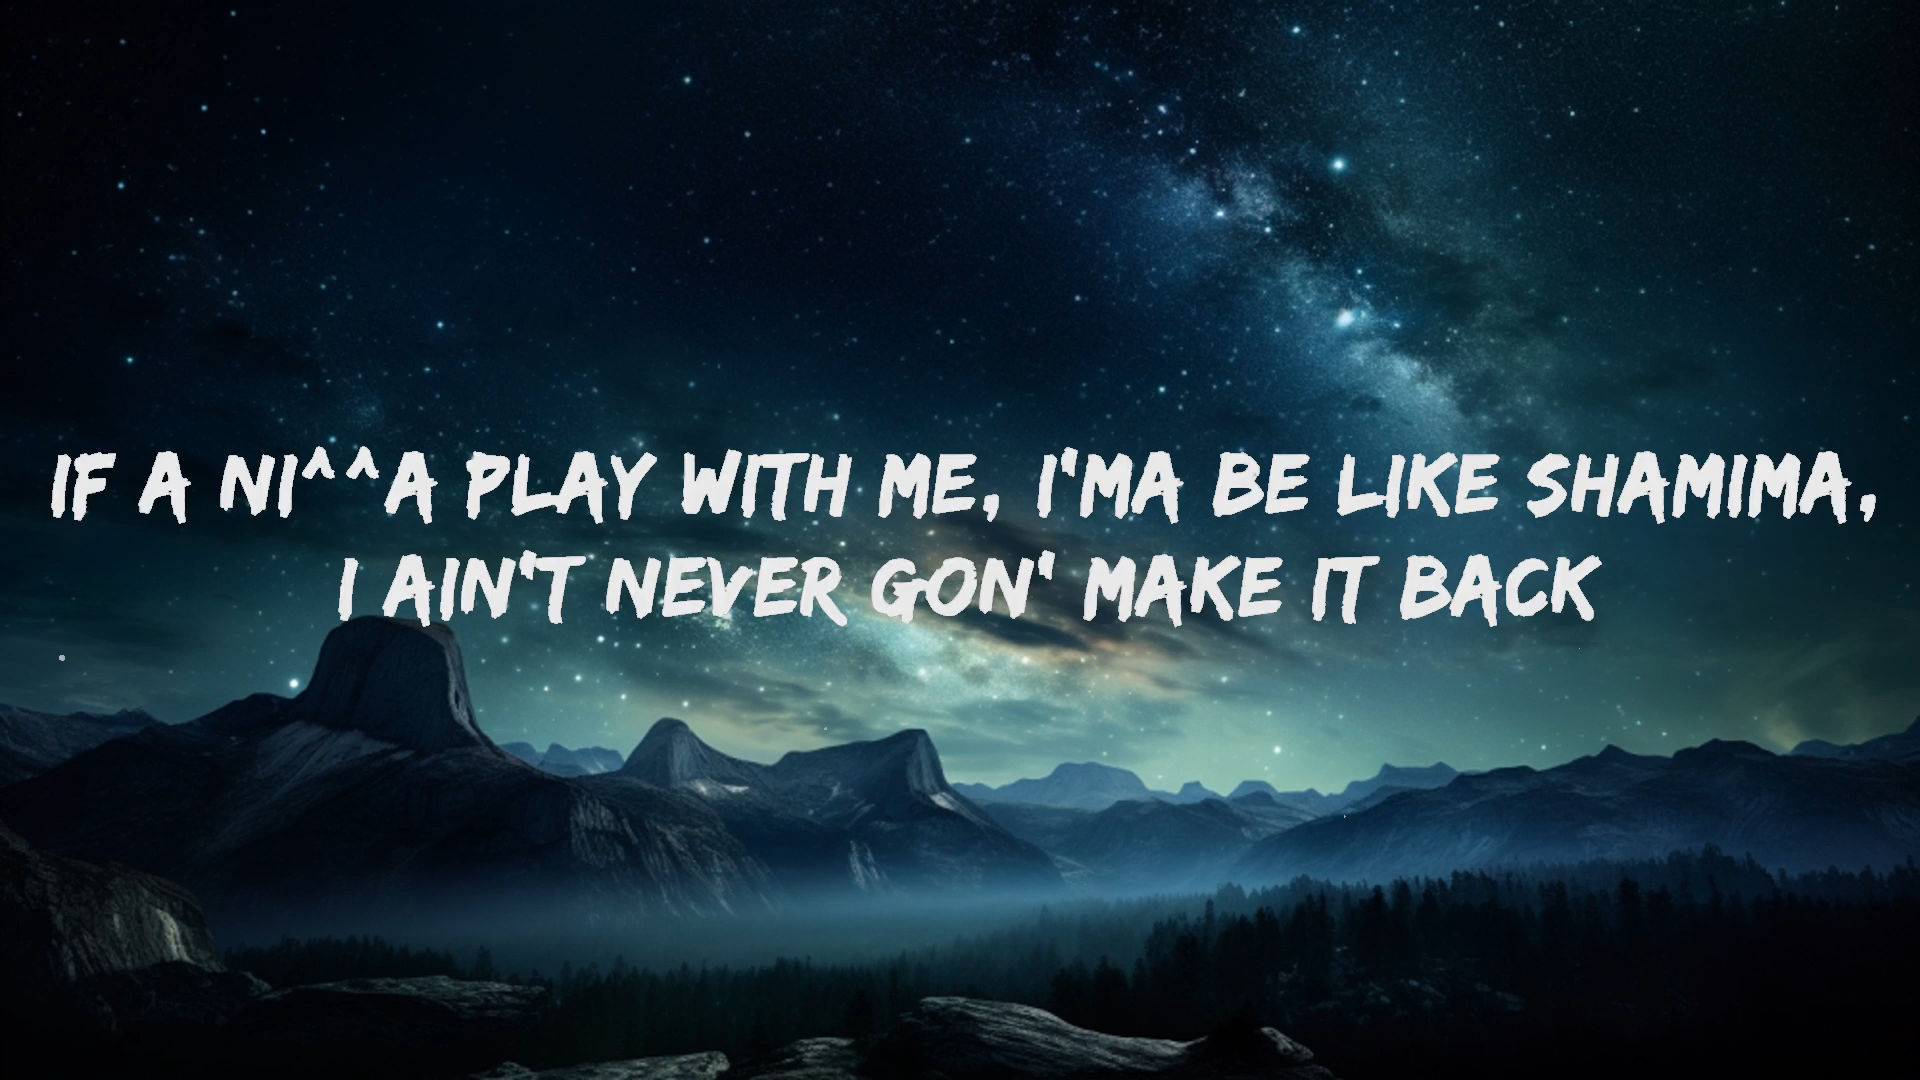 IF A NI^^A PLAY WITH ME, I'MA BE LIKE SHAMIMA,
I AIN'T NEVER GON' MAKE IT BACK